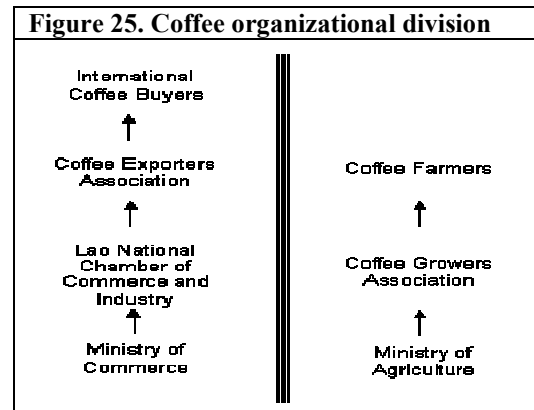 Figure 25. Coffee organizational division
International
Coffee Buyers
Coffee Exporters
Association
Lao National
Chamber of
Commerce and
Industry
Ministry of
Commerce
Coffee Farmers
Coffee Growers
Association
Ministry of
Agriculture